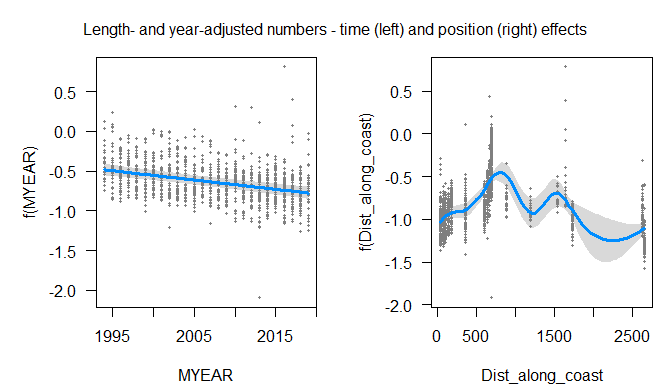 Length- and year-adjusted numbers - time (left) and position (right) effects
f(MYEAR)
0.5
0.0
-0.5
-1.0
-1.5
-2.0
1995 2005 2015
MYEAR
f(Dist_along_coast)
0.5
0.0
-0.5
-1.0
-1.5
-2.0
0 500 1500 2500
Dist_along_coast